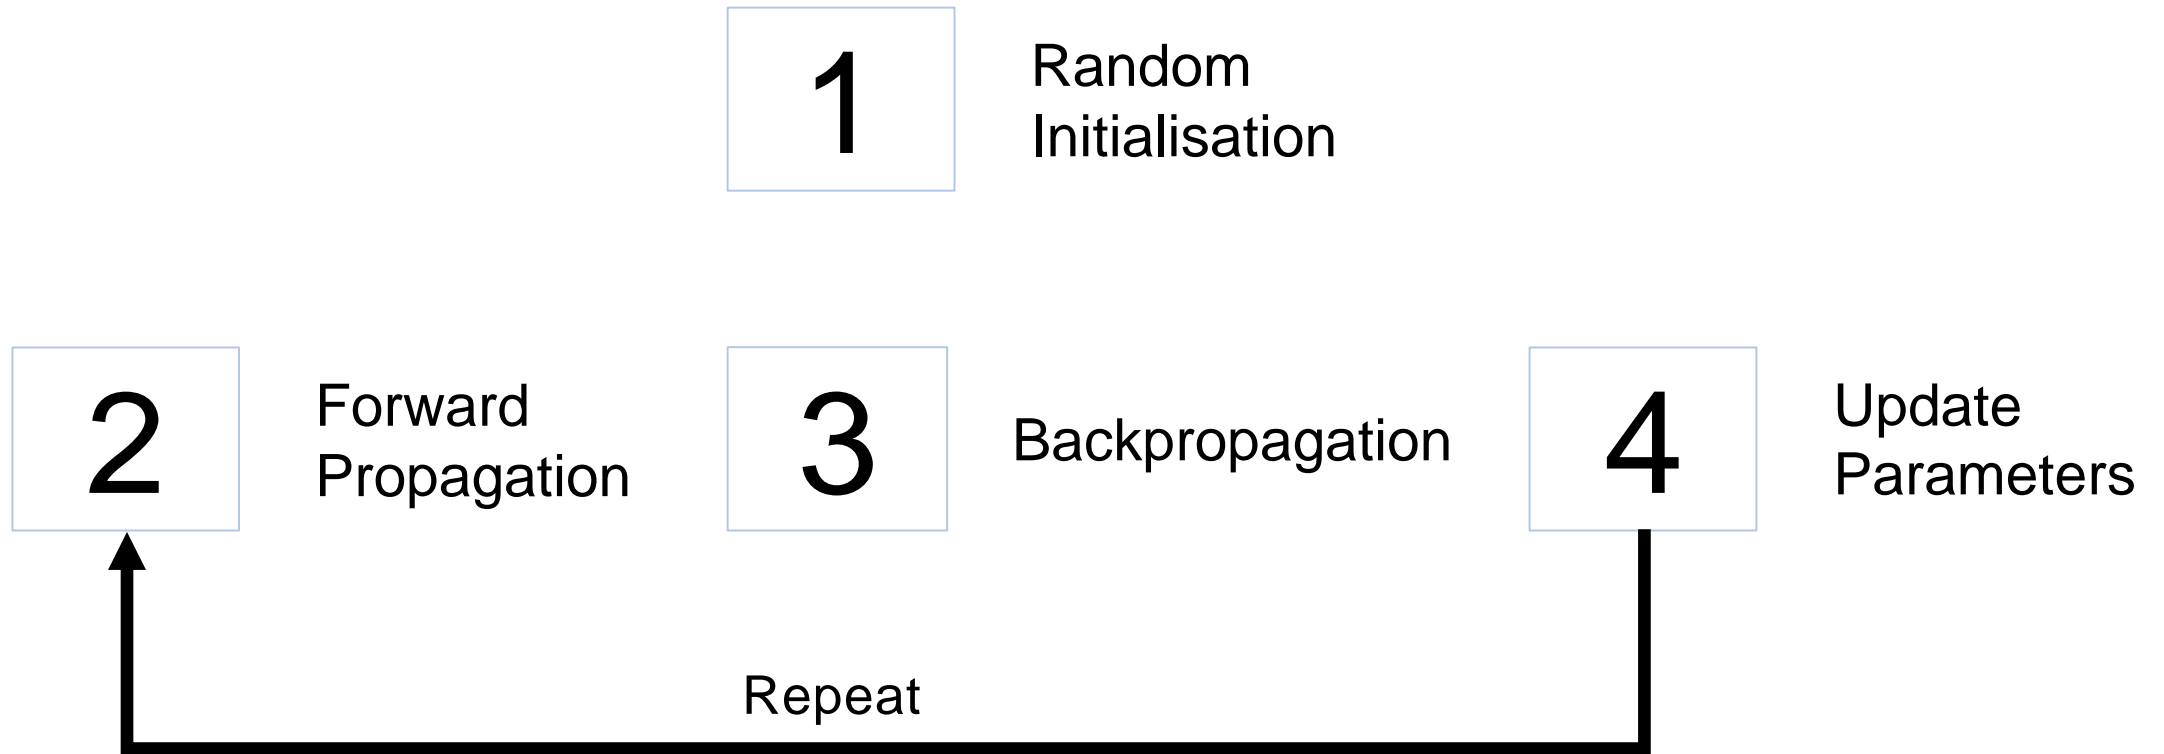 1
Random
Initialisation
2
Forward
Propagation
3
Backpropagation
4
Update
Parameters
Repeat